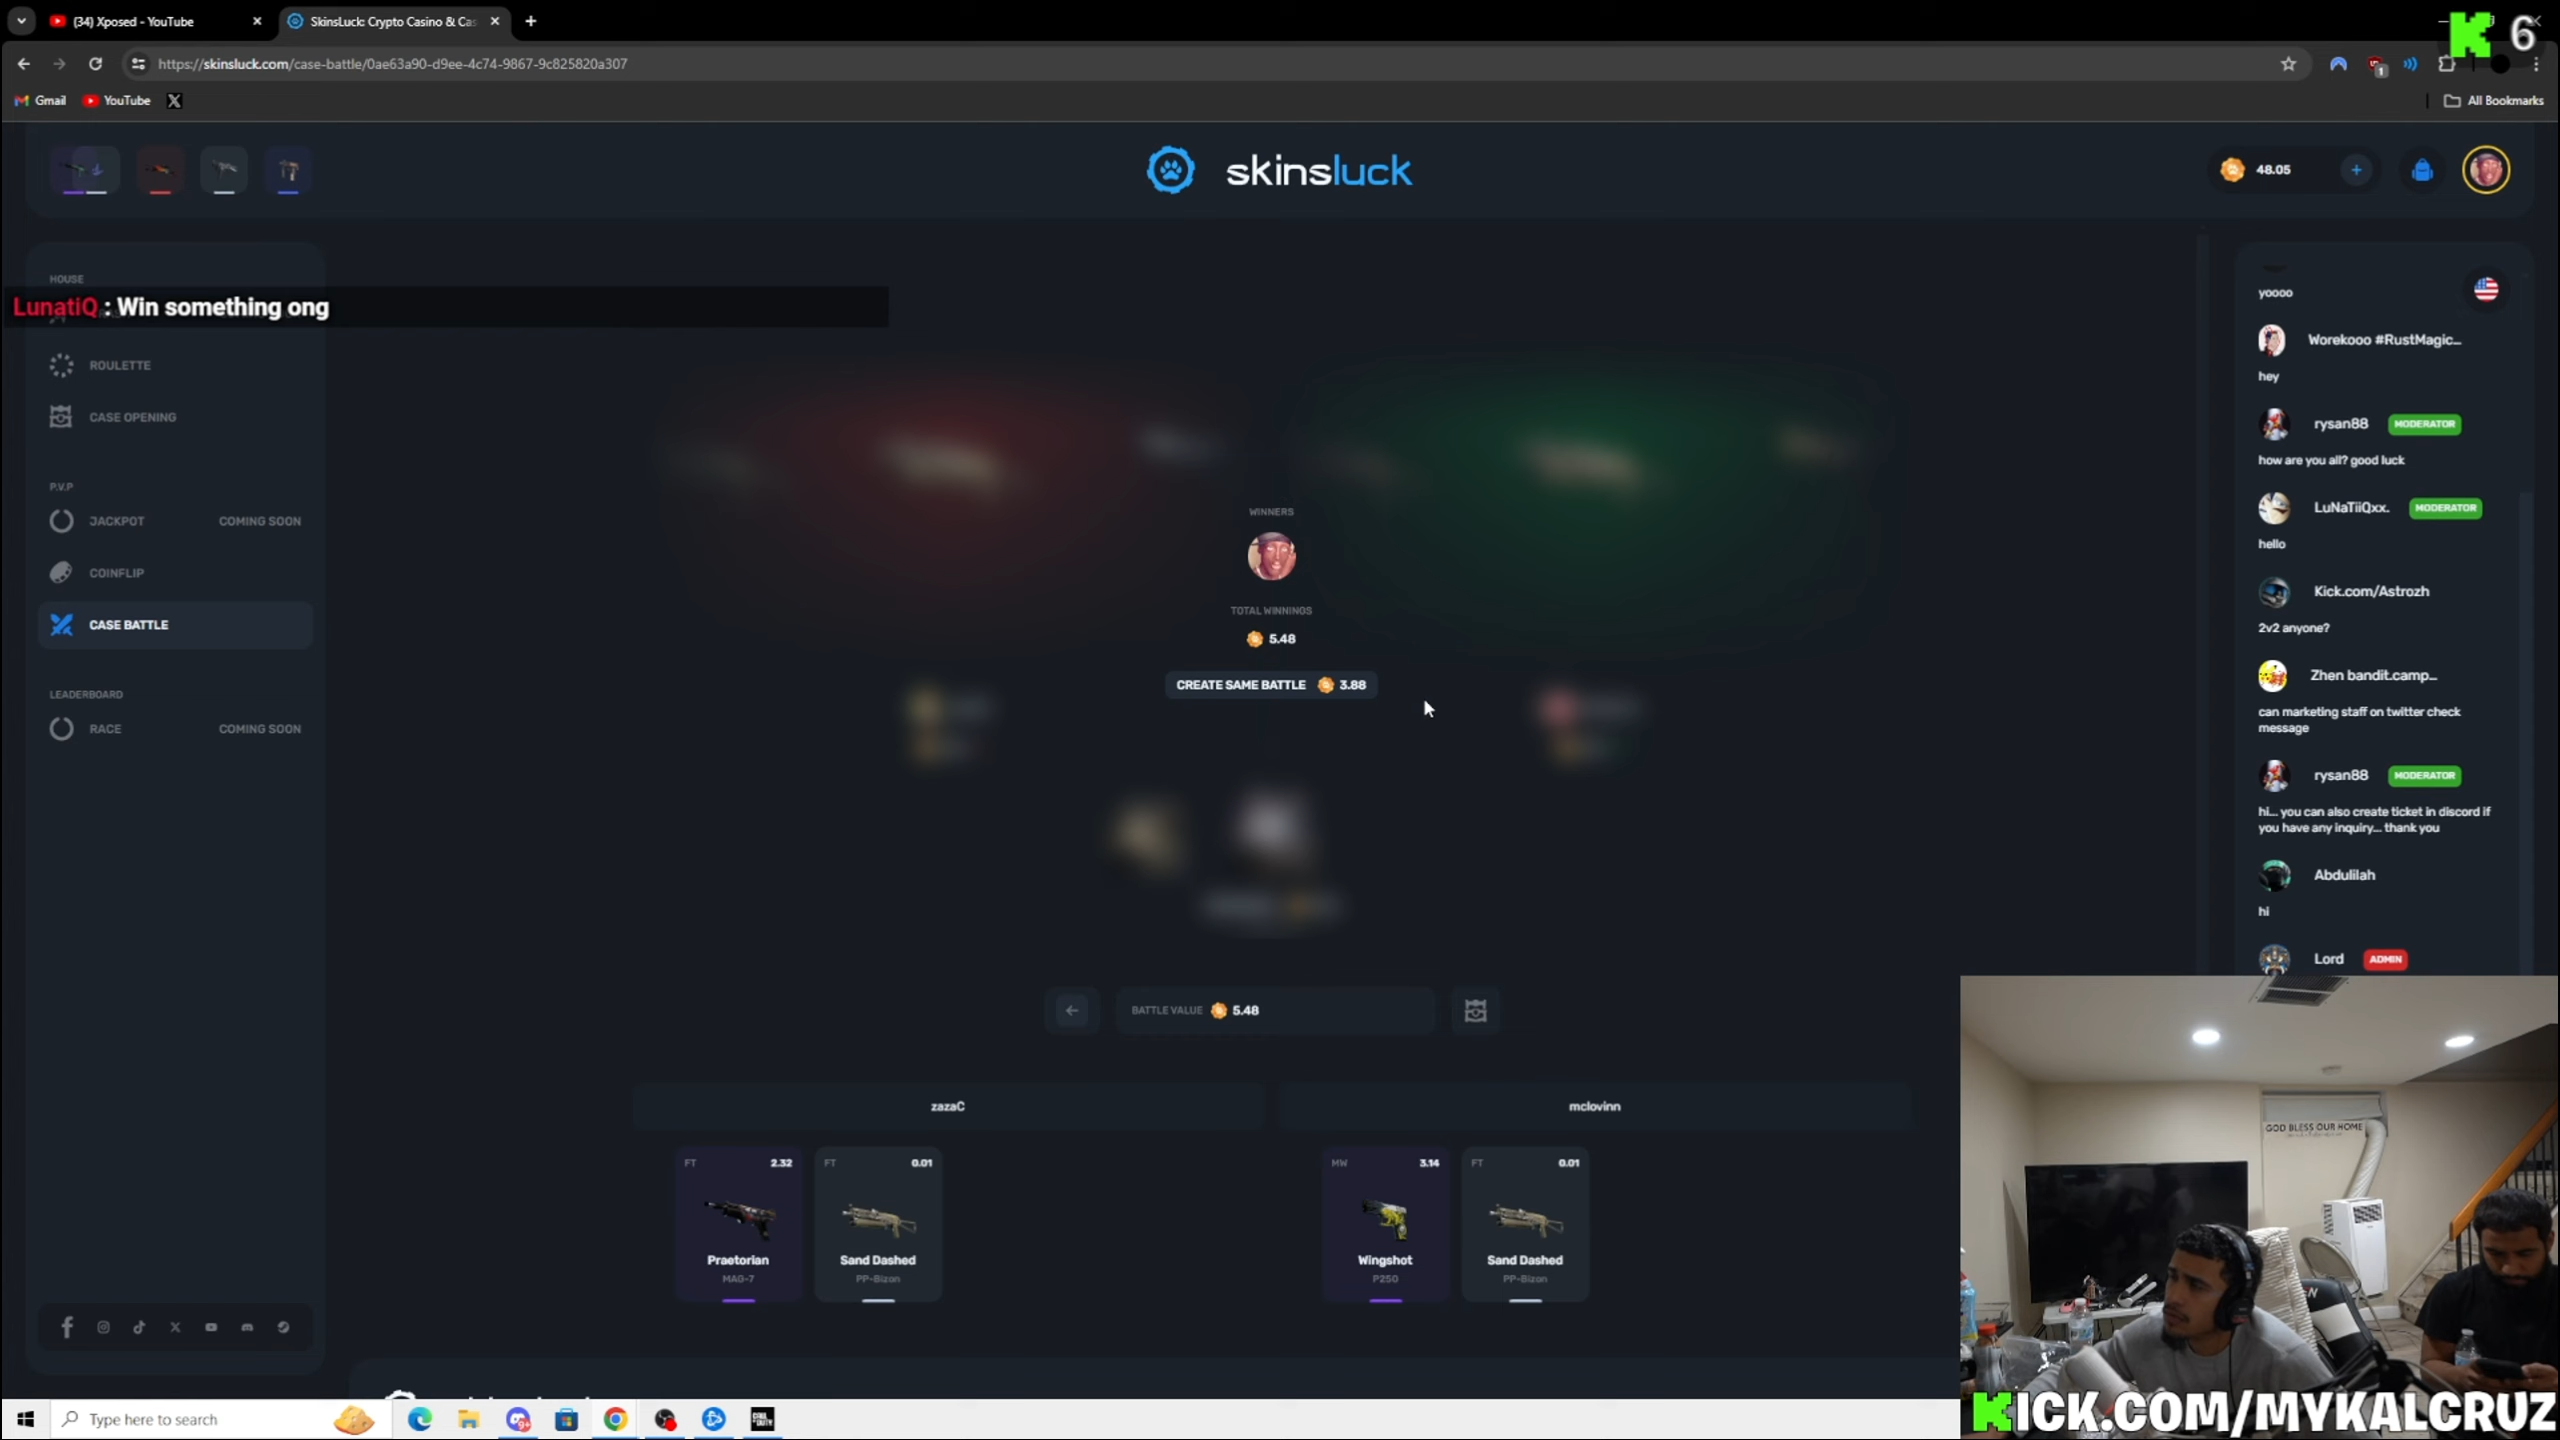 (34) Xposed - YouTube
SkinsLuck: Crypto Casino & Cas
K 6
https://skinsluck.com/case-battle/0ae63a90-d9ee-4c74-9867-9c825820a307
1
Gmail
YouTube
All Bookmarks
skinsluck
48.05
HOUSE
LunatiQ : Win something ong
ROULETTE
CASE OPENING
P.V.P
JACKPOT COMING SOON
COINFLIP
CASE BATTLE
LEADERBOARD
RACE COMING SOON
WINNERS
TOTAL WINNINGS
5.48
CREATE SAME BATTLE 3.88
BATTLE VALUE 5.48
zazaC
mclovinn
FT 2.32
Praetorian
MAG-7
FT 0.01
Sand Dashed
PP-Bizon
MW 3.14
Wingshot
P250
FT 0.01
Sand Dashed
PP-Bizon
yoooo
Worekooo #RustMagic...
hey
rysan88 MODERATOR
how are you all? good luck
LuNaTiiQxx. MODERATOR
hello
Kick.com/Astrozh
2v2 anyone?
Zhen bandit.camp...
can marketing staff on twitter check
message
rysan88 MODERATOR
hi... you can also create ticket in discord if
you have any inquiry... thank you
Abdulilah
hi
Lord ADMIN
GOD BLESS OUR HOME
KICK.COM/MYKALCRUZ
Type here to search